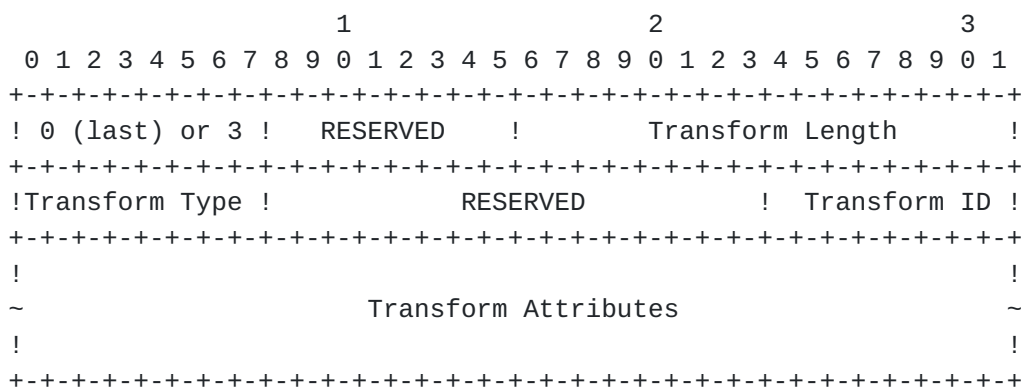 1                   2                   3
 0 1 2 3 4 5 6 7 8 9 0 1 2 3 4 5 6 7 8 9 0 1 2 3 4 5 6 7 8 9 0 1
+-+-+-+-+-+-+-+-+-+-+-+-+-+-+-+-+-+-+-+-+-+-+-+-+-+-+-+-+-+-+-+-+
! 0 (last) or 3 !   RESERVED    !        Transform Length       !
+-+-+-+-+-+-+-+-+-+-+-+-+-+-+-+-+-+-+-+-+-+-+-+-+-+-+-+-+-+-+-+-+
!Transform Type !            RESERVED           !  Transform ID !
+-+-+-+-+-+-+-+-+-+-+-+-+-+-+-+-+-+-+-+-+-+-+-+-+-+-+-+-+-+-+-+-+
!                                                               !
~                      Transform Attributes                     ~
!                                                               !
+-+-+-+-+-+-+-+-+-+-+-+-+-+-+-+-+-+-+-+-+-+-+-+-+-+-+-+-+-+-+-+-+